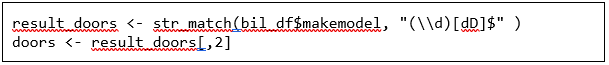 result_doors <- str_match(bil_df$makemodel, "(\\d)[dD]$" )
doors <- result_doors[,2]